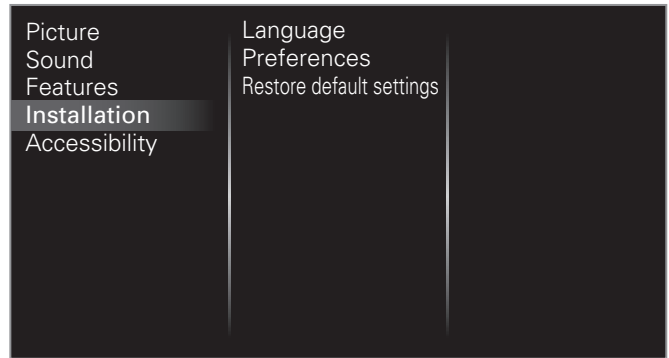 Picture
Sound
Features
Installation
Accessibility
Language
Preferences
Restore default settings